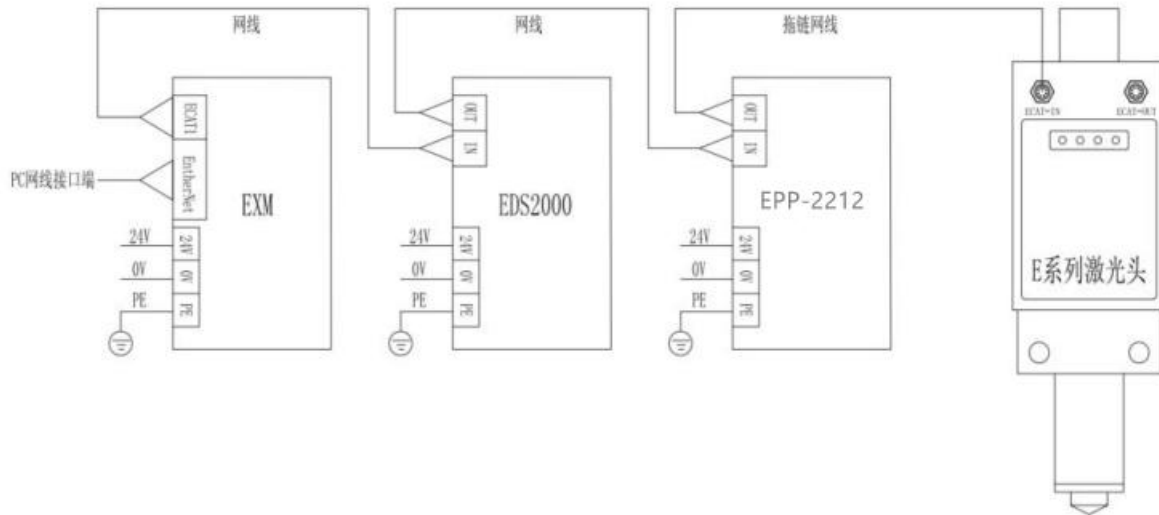 网线
网线
拖链网线
ECAT1
OUT
OUT
ECAT-IN
ECAT-OUT
IN
IN
PC网线接口端
EntherNet
EXM
EDS2000
EPP-2212
24V
24V
24V
24V
24V
24V
0V
0V
0V
0V
0V
0V
E系列激光头
PE
PE
PE
PE
PE
PE